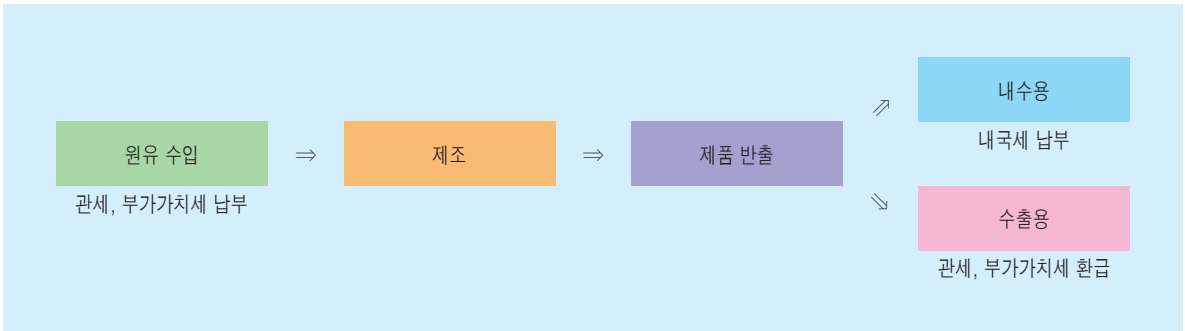 원유 수입
관세, 부가가치세 납부
⇒
제조
⇒
제품 반출
⇗
내수용
내국세 납부
⇘
수출용
관세, 부가가치세 환급